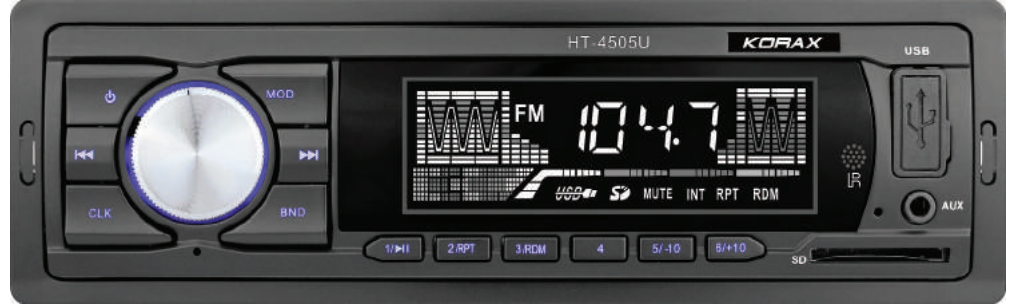 HT-4505U
KORAX
USB
MOD
CLK
BND
FM
104.7
USB
SD
MUTE
INT
RPT
RDM
AUX
1/
2/RPT
3/RDM
4
5/-10
6/+10
SD